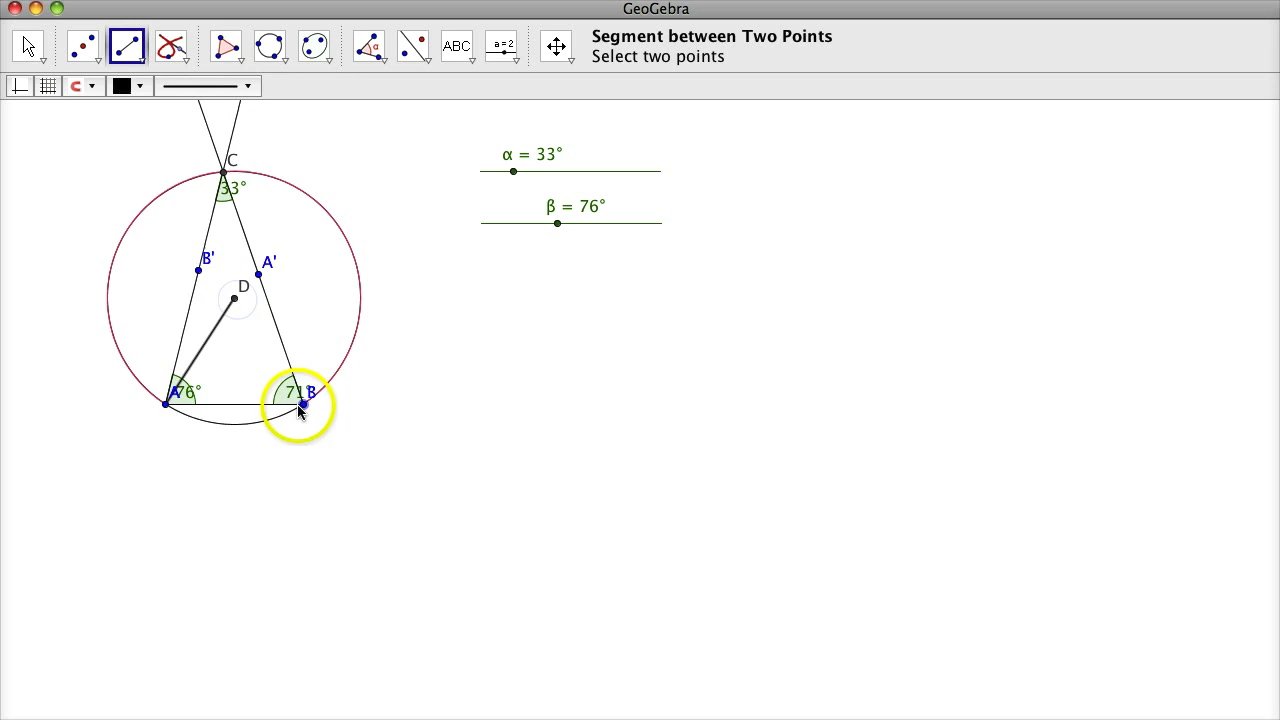 GeoGebra
Segment between Two Points
Select two points
α
ABC
a = 2
C
33°
α = 33°
β = 76°
B'
A'
D
A
76°
71°
B